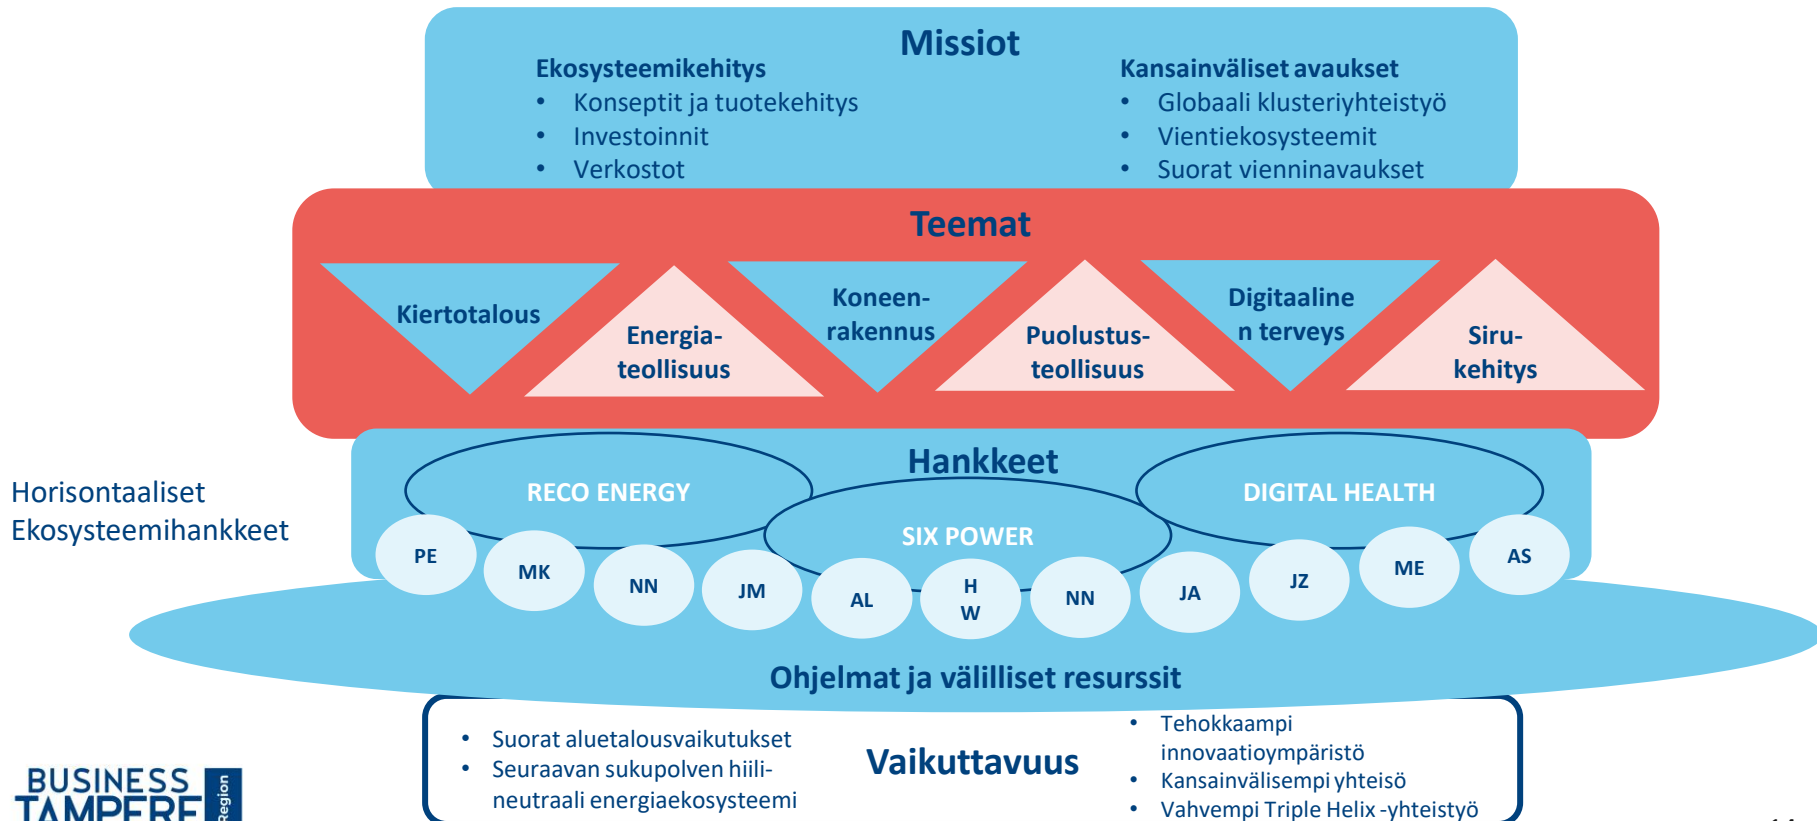 Missiot
Ekosysteemikehitys
• Konseptit ja tuotekehitys
• Investoinnit
• Verkostot
Kansainväliset avaukset
• Globaali klusteriyhteistyö
• Vientiekosysteemit
• Suorat vienninavaukset
Teemat
Kiertotalous
Energia-
teollisuus
Koneen-
rakennus
Puolustus-
teollisuus
Digitaaline
n terveys
Siru-
kehitys
Hankkeet
Horisontaaliset
Ekosysteemihankkeet
RECO ENERGY
SIX POWER
DIGITAL HEALTH
PE
MK
NN
JM
AL
H
W
NN
JA
JZ
ME
AS
Ohjelmat ja välilliset resurssit
• Suorat aluetalousvaikutukset
• Seuraavan sukupolven hiili-
neutraali energiaekosysteemi
Vaikuttavuus
• Tehokkaampi
innovaatioympäristö
• Kansainvälisempi yhteisö
• Vahvempi Triple Helix -yhteistyö
BUSINESS
TAMPERE
Region